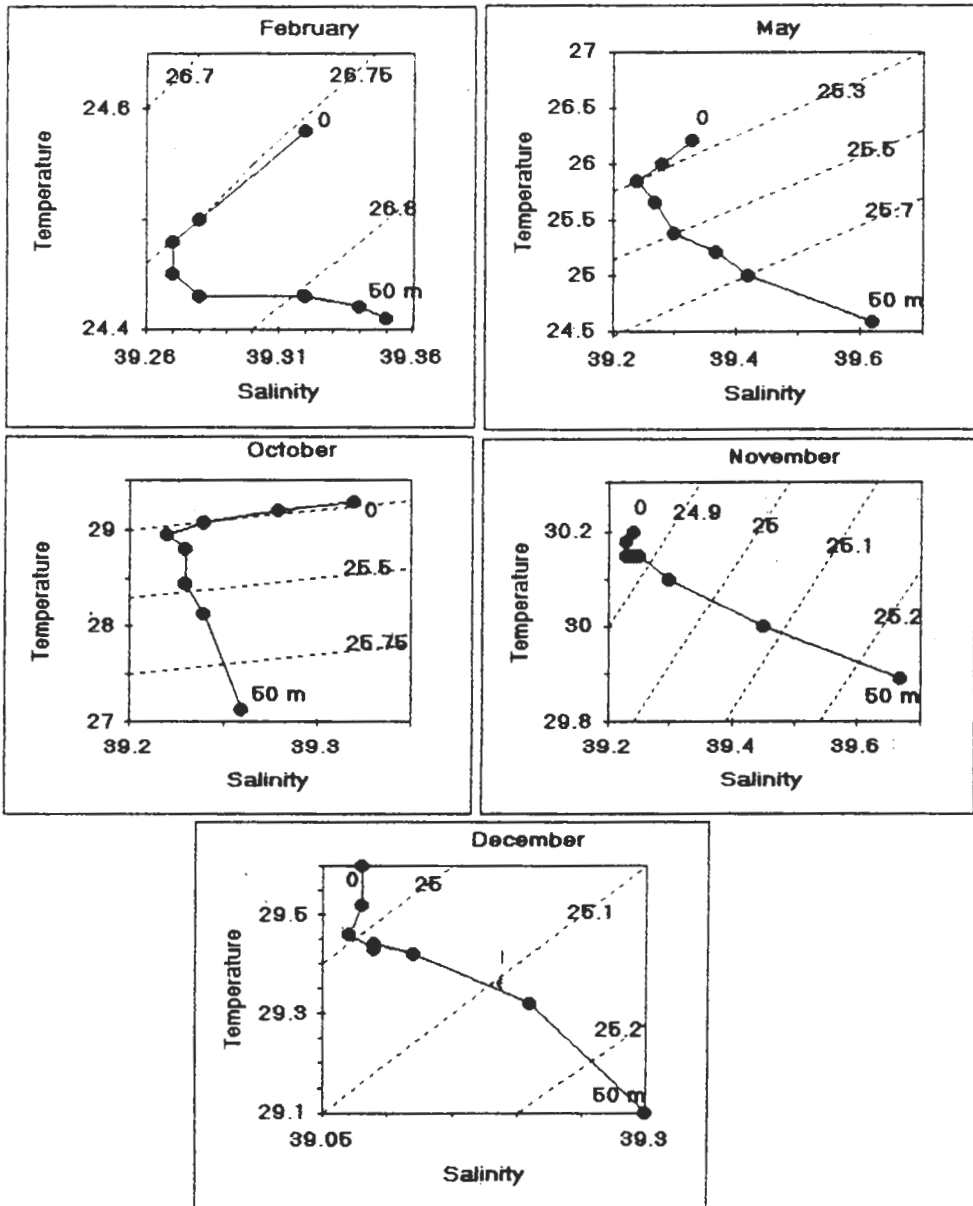 February
26.7
26.75
24.6
0
Temperature
26.8
50 m
24.4
39.26
39.31
39.36
Salinity
May
27
26.5
26.3
0
26
26.5
Temperature
25.5
26.7
25
50 m
24.5
39.2
39.4
39.6
Salinity
October
0
29
25.5
Temperature
28
25.75
50 m
27
39.2
39.3
Salinity
November
0
24.9
25
30.2
25.1
Temperature
30
25.2
50 m
29.8
39.2
39.4
39.6
Salinity
December
0
25
29.5
25.1
Temperature
29.3
25.2
50 m
29.1
39.05
39.3
Salinity